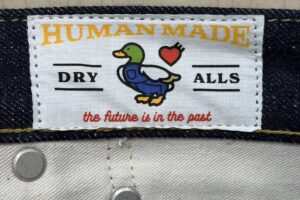 HUMAN MADE
DRY ALLS
the future is in the past